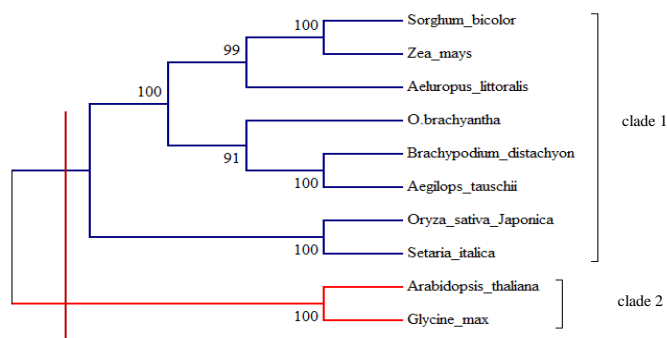 100
Sorghum_bicolor
99
Zea_mays
100
Aeluropus_littoralis
O.brachyantha
clade 1
91
Brachypodium_distachyon
100
Aegilops_tauschii
Oryza_sativa_Japonica
100
Setaria_italica
Arabidopsis_thaliana
clade 2
100
Glycine_max